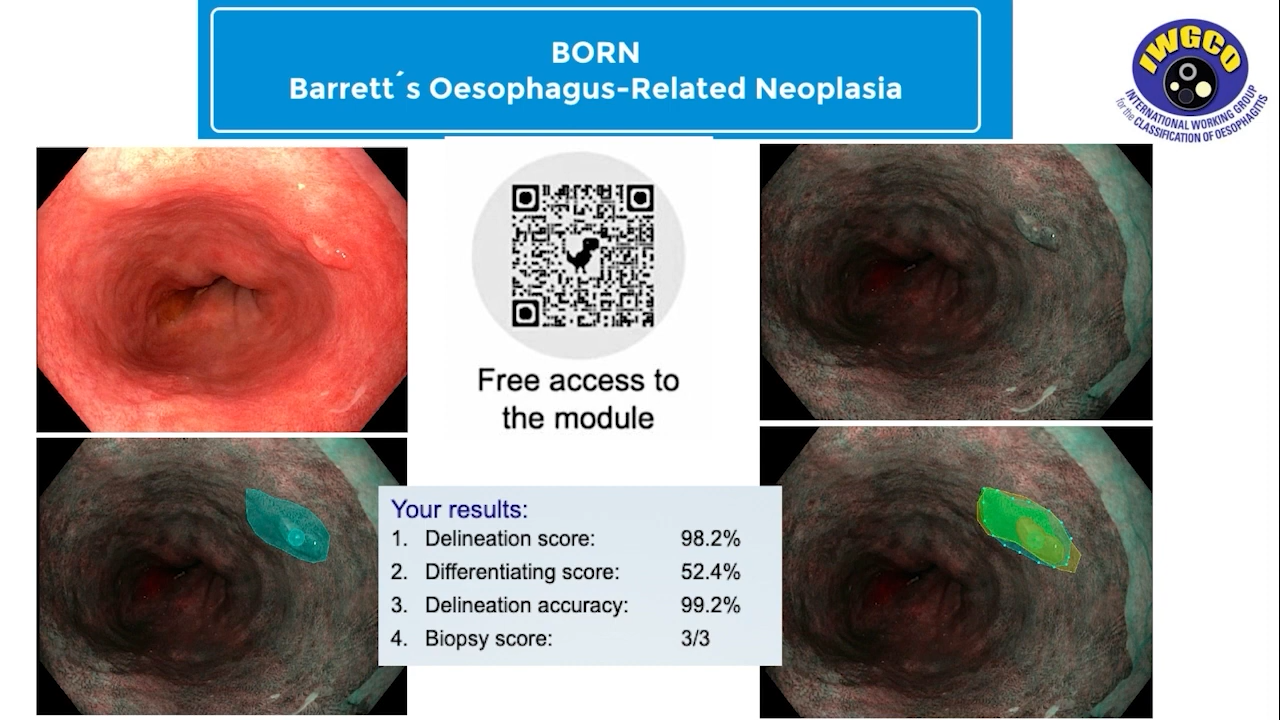 BORN
Barrett´s Oesophagus-Related Neoplasia
IWGCO
INTERNATIONAL WORKING GROUP
for the CLASSIFICATION OF OESOPHAGITIS
Free access to
the module
Your results:
1. Delineation score: 98.2%
2. Differentiating score: 52.4%
3. Delineation accuracy: 99.2%
4. Biopsy score: 3/3